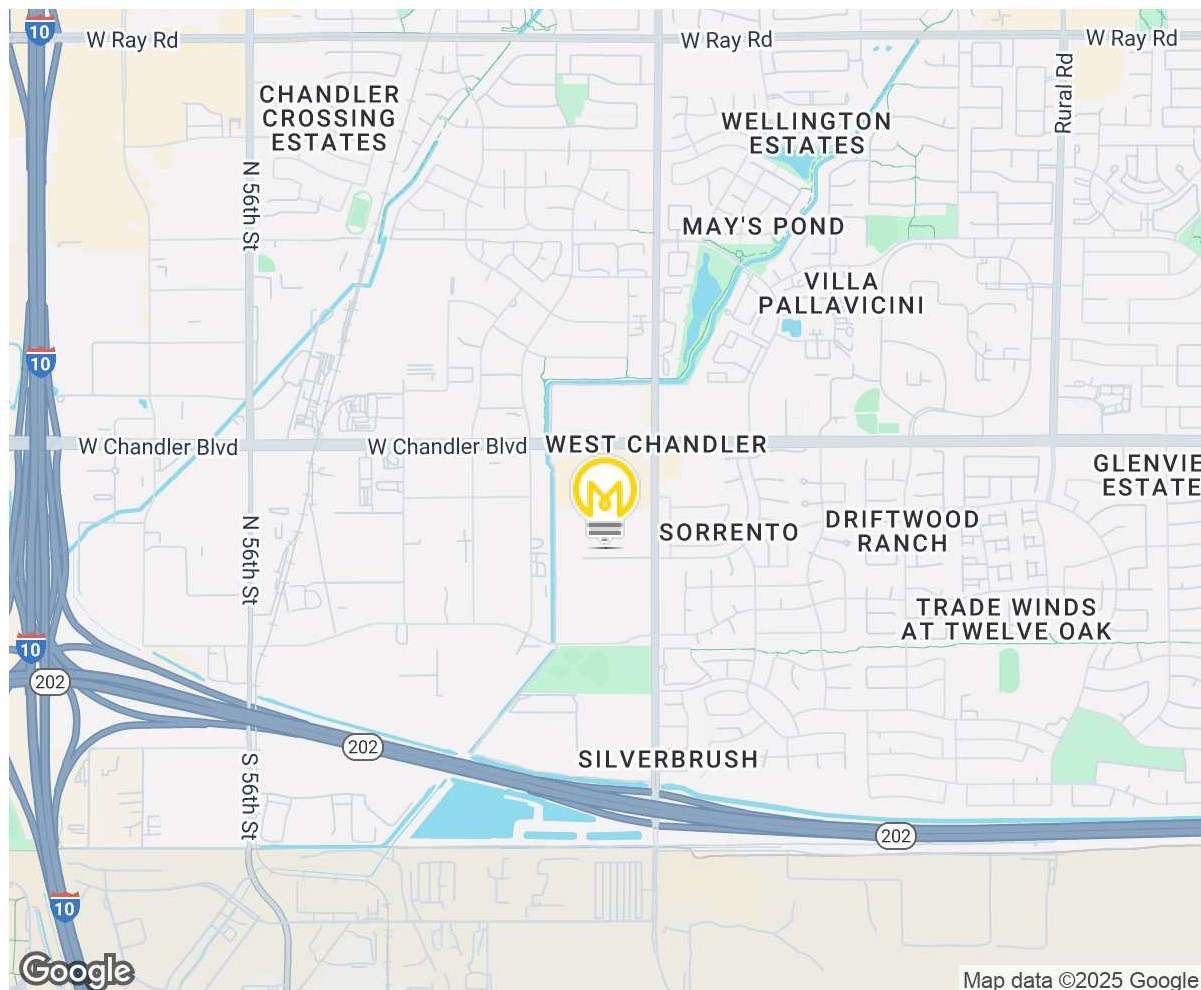 10
W Ray Rd
W Ray Rd
W Ray Rd
Rural Rd
CHANDLER
CROSSING
ESTATES
WELLINGTON
ESTATES
N 56th St
MAY'S POND
VILLA
PALLAVICINI
10
W Chandler Blvd
W Chandler Blvd
WEST CHANDLER
GLENVIE
ESTATE
M
N 56th St
SORRENTO
DRIFTWOOD
RANCH
TRADE WINDS
AT TWELVE OAK
10
202
202
SILVERBRUSH
S 56th St
202
10
Google
Map data ©2025 Google